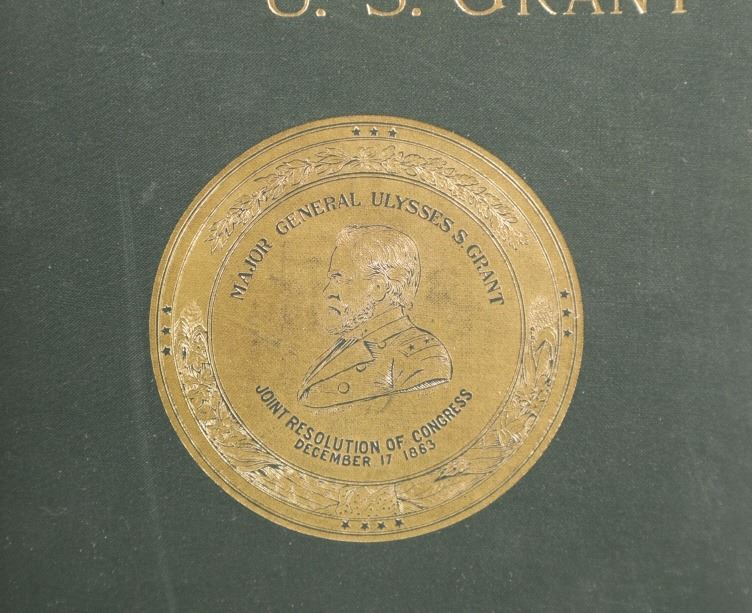 U. S. GRANT
MAJOR GENERAL ULYSSES S. GRANT
JOINT RESOLUTION OF CONGRESS
DECEMBER 17 1863